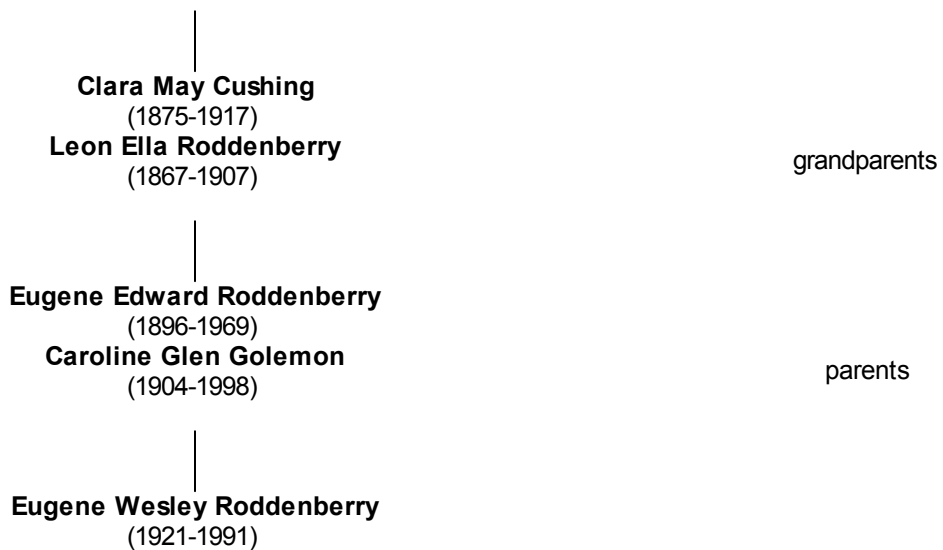 Clara May Cushing
(1875-1917)
Leon Ella Roddenberry
(1867-1907)
grandparents
Eugene Edward Roddenberry
(1896-1969)
Caroline Glen Golemon
(1904-1998)
parents
Eugene Wesley Roddenberry
(1921-1991)